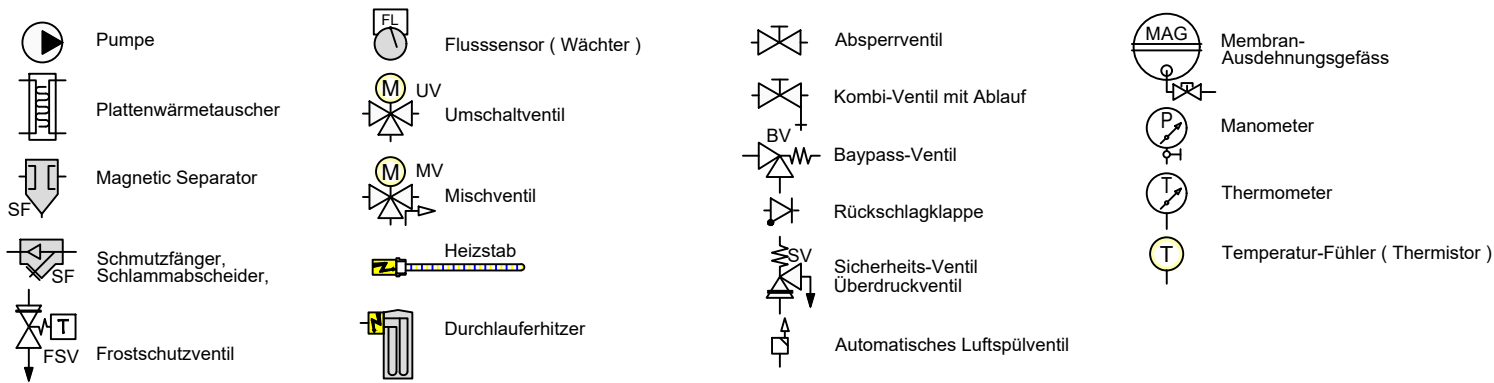 Pumpe
Plattenwärmetauscher
Magnetic Separator
SF
Schmutzfänger,
Schlammabscheider,
SF
T
FSV
Frostschutzventil
FL
Flusssensor ( Wächter )
M
UV
Umschaltventil
M
MV
Mischventil
Heizstab
Durchlauferhitzer
Absperrventil
Kombi-Ventil mit Ablauf
BV
Baypass-Ventil
Rückschlagklappe
SV
Sicherheits-Ventil
Überdruckventil
Automatisches Luftspülventil
MAG
Membran-
Ausdehnungsgefäss
P
Manometer
T
Thermometer
T
Temperatur-Fühler ( Thermistor )